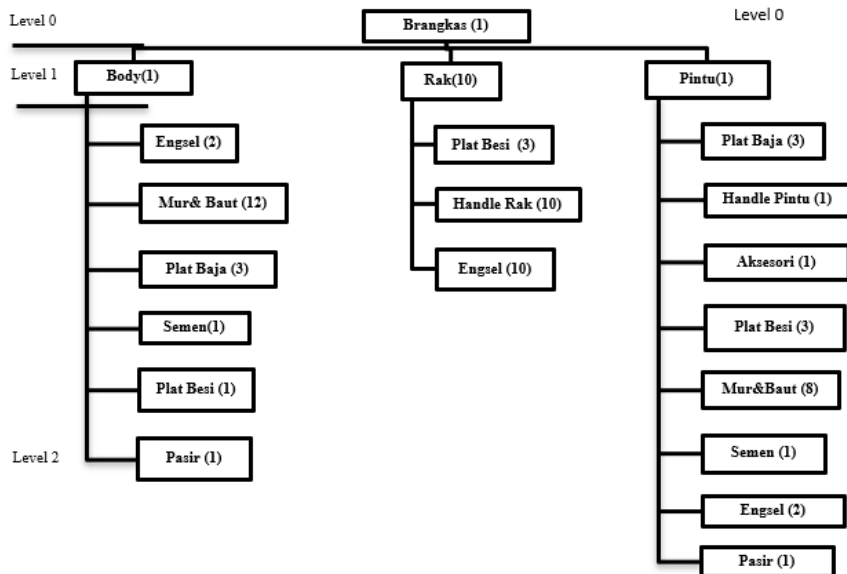 Level 0
Brangkas (1)
Level 0
Level 1
Body(1)
Rak(10)
Pintu(1)
Engsel (2)
Mur& Baut (12)
Plat Baja (3)
Semen(1)
Plat Besi (1)
Level 2
Pasir (1)
Plat Besi (3)
Handle Rak (10)
Engsel (10)
Plat Baja (3)
Handle Pintu (1)
Aksesori (1)
Plat Besi (3)
Mur&Baut (8)
Semen (1)
Engsel (2)
Pasir (1)